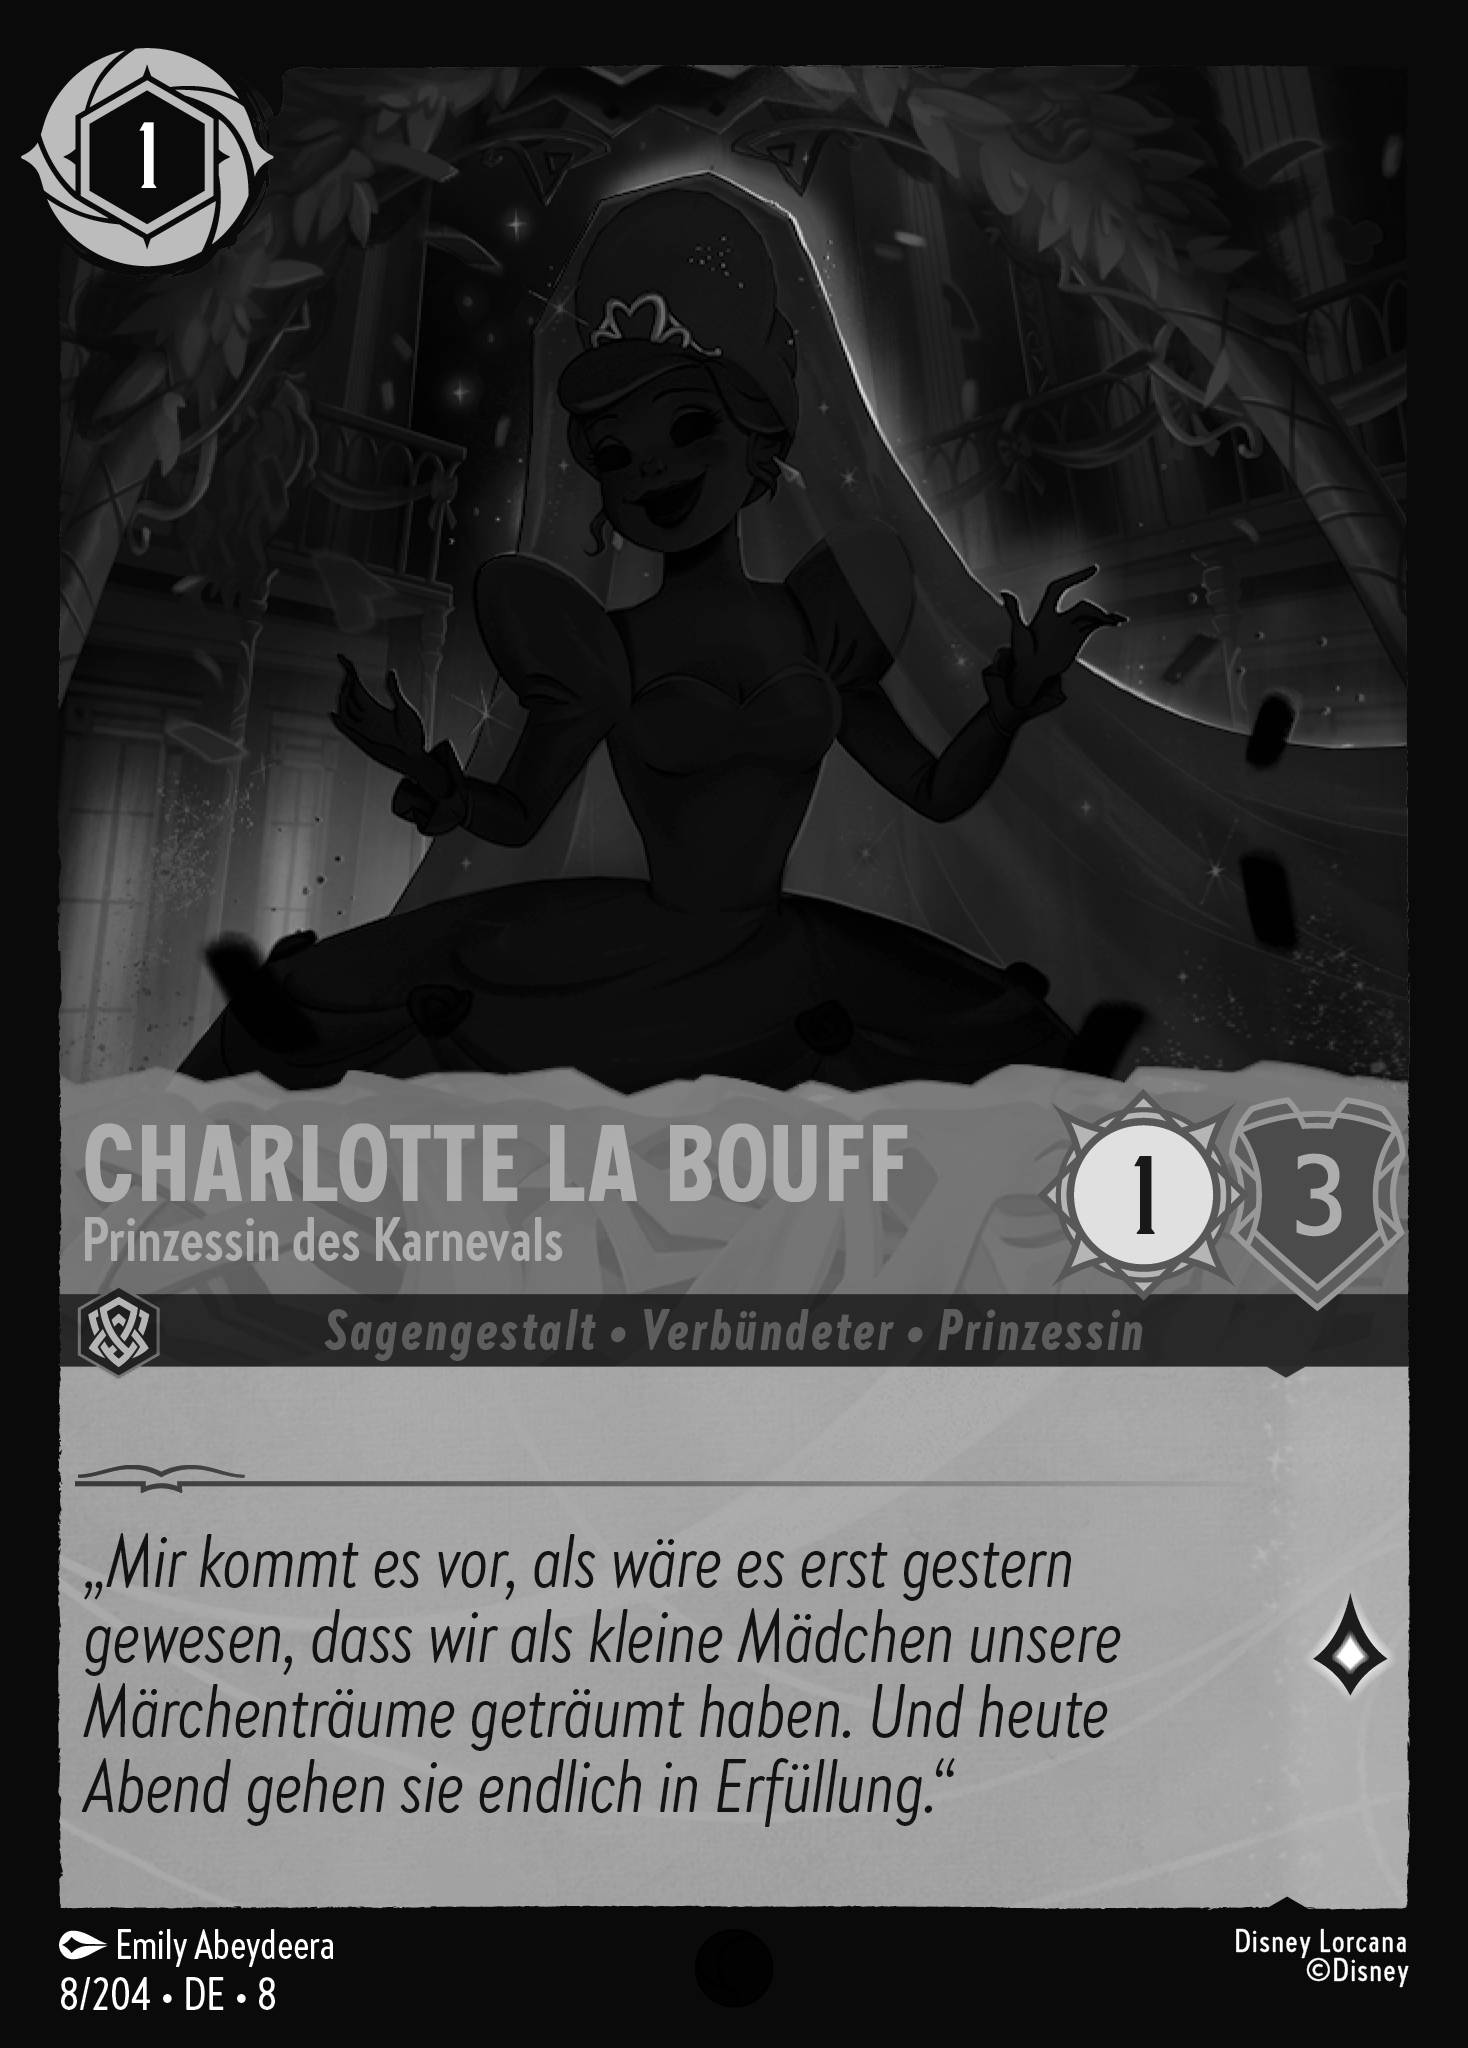 1
CHARLOTTE LA BOUFF
Prinzessin des Karnevals
1
3
Sagengestalt • Verbündeter • Prinzessin
„Mir kommt es vor, als wäre es erst gestern
gewesen, dass wir als kleine Mädchen unsere
Märchenträume geträumt haben. Und heute
Abend gehen sie endlich in Erfüllung.“
Emily Abeydeera
8/204 • DE • 8
Disney Lorcana
©Disney